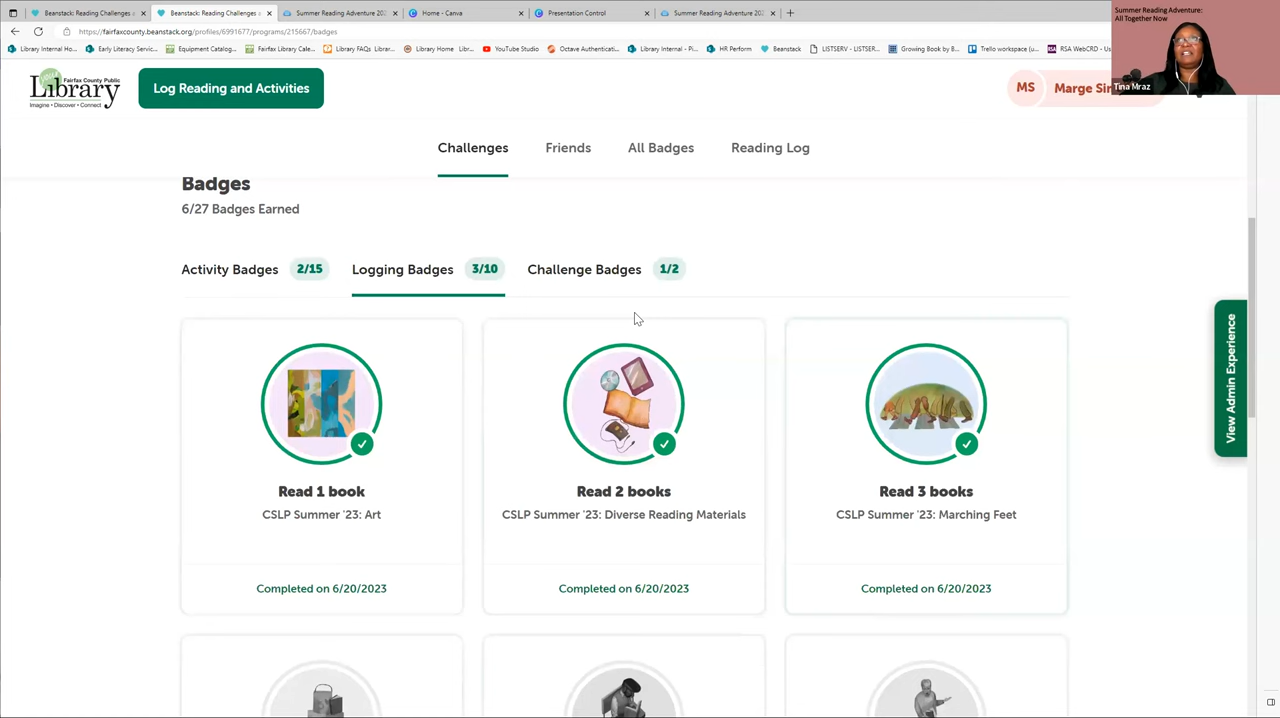 Beanstack: Reading Challenges
Beanstack: Reading Challenges a
Summer Reading Adventure 202
Home - Canva
Presentation Control
Summer Reading Adventure 202
https://fairfaxcounty.beanstack.org/profiles/6991677/programs/215667/badges
Library Internal Ho...
Early Literacy Servic...
Equipment Catalog...
Fairfax Library Cale...
Library FAQs Librar...
Library Home Libr...
YouTube Studio
Octave Authenticati...
Library Internal - Pi...
HR Perform
Beanstack
LISTSERV - LISTSER...
Growing Book by B...
Trello workspace (u...
RSA WebCRD - Us
Summer Reading Adventure:
All Together Now
Tina Mraz
your
Fairfax County Public
Library
Imagine • Discover • Connect
Log Reading and Activities
MS
Marge Sim
Challenges
Friends
All Badges
Reading Log
Badges
6/27 Badges Earned
Activity Badges 2/15
Logging Badges 3/10
Challenge Badges 1/2
View Admin Experience
Read 1 book
CSLP Summer '23: Art
Completed on 6/20/2023
Read 2 books
CSLP Summer '23: Diverse Reading Materials
Completed on 6/20/2023
Read 3 books
CSLP Summer '23: Marching Feet
Completed on 6/20/2023